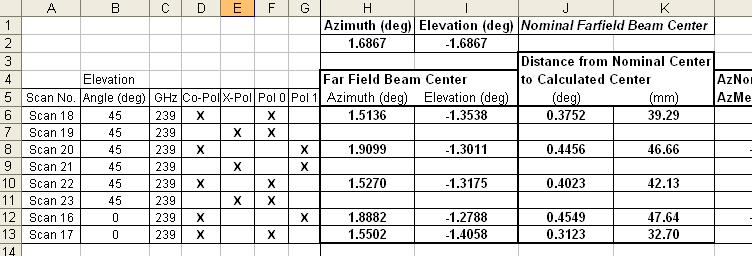 A B C D E F G H I J K
1 Azimuth (deg) Elevation (deg) Nominal Farfield Beam Center
2 1.6867 -1.6867
3 Distance from Nominal Center
4 Elevation Far Field Beam Center to Calculated Center AzNo
5 Scan No. Angle (deg) GHz Co-Pol X-Pol Pol 0 Pol 1 Azimuth (deg) Elevation (deg) (deg) (mm) AzMe
6 Scan 18 45 239 X X 1.5136 -1.3538 0.3752 39.29
7 Scan 19 45 239 X X
8 Scan 20 45 239 X X 1.9099 -1.3011 0.4456 46.66 -
9 Scan 21 45 239 X X
10 Scan 22 45 239 X X 1.5270 -1.3175 0.4023 42.13
11 Scan 23 45 239 X X
12 Scan 16 0 239 X X 1.8882 -1.2788 0.4549 47.64 -
13 Scan 17 0 239 X X 1.5502 -1.4058 0.3123 32.70
14